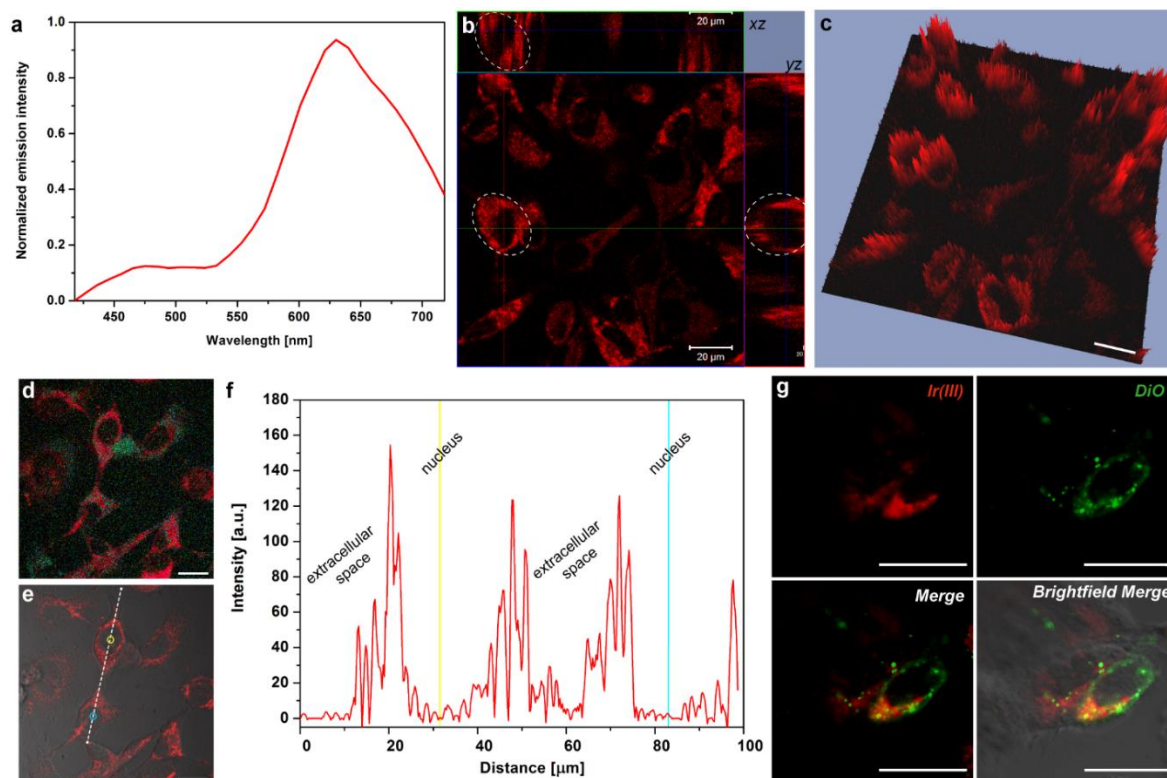 a
Normalized emission intensity
1.0
0.8
0.6
0.4
0.2
0.0
450 500 550 600 650 700
Wavelength [nm]
b
20 µm
xz
yz
20 µm
20
c
d
e
f
Intensity [a.u.]
180
160
140
120
100
80
60
40
20
0
extracellular
space
nucleus
extracellular
space
nucleus
0 20 40 60 80 100
Distance [µm]
g
Ir(III)
DiO
Merge
Brightfield Merge